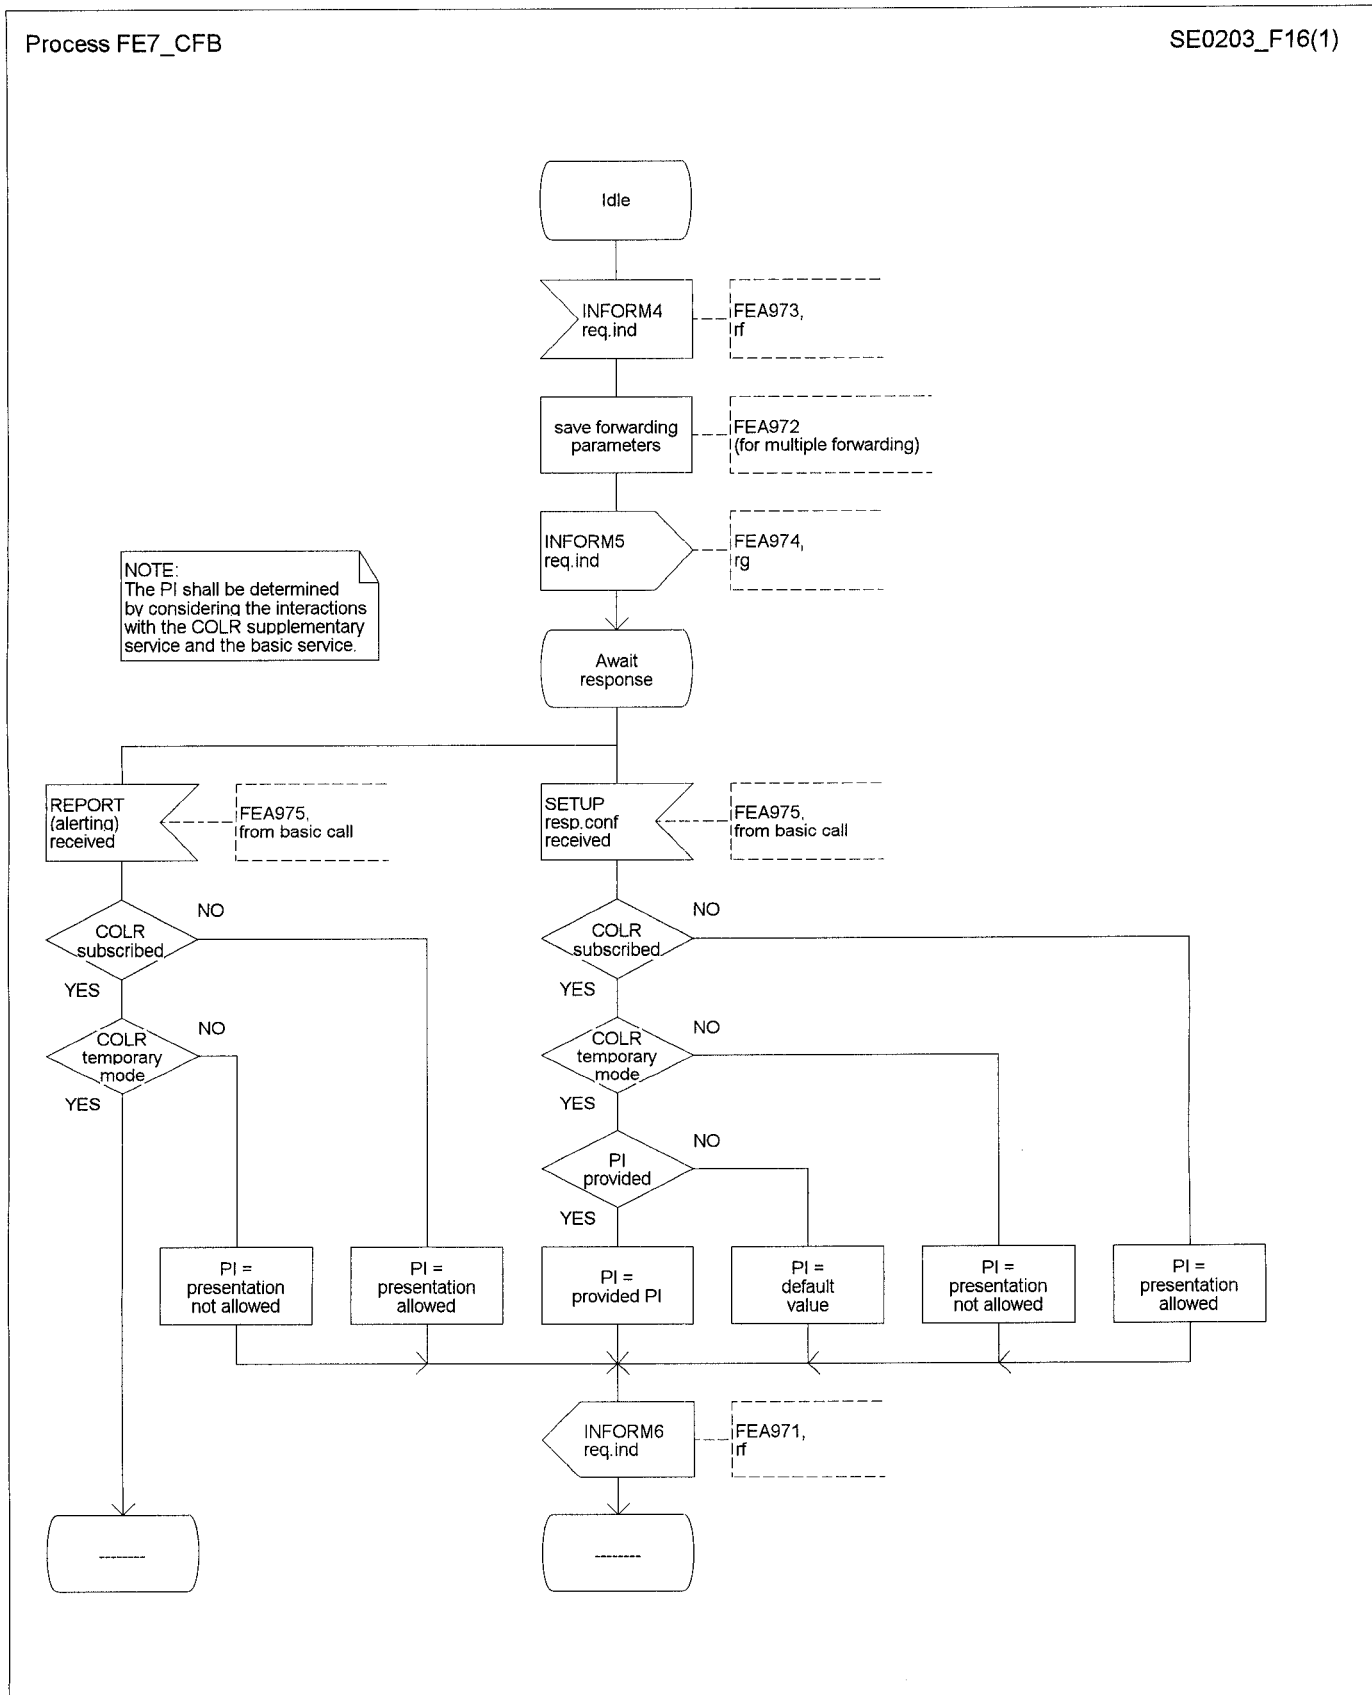 Process FE7_CFB
SE0203_F16(1)
Idle
INFORM4
req.ind
FEA973,
rf
save forwarding
parameters
FEA972
(for multiple forwarding)
INFORM5
req.ind
FEA974,
rg
NOTE:
The PI shall be determined
by considering the interactions
with the COLR supplementary
service and the basic service.
Await
response
REPORT
(alerting)
received
FEA975,
from basic call
SETUP
resp.conf
received
FEA975,
from basic call
NO
COLR
subscribed
YES
NO
COLR
subscribed
YES
NO
COLR
temporary
mode
YES
NO
COLR
temporary
mode
YES
NO
PI
provided
YES
PI =
presentation
not allowed
PI =
presentation
allowed
PI =
provided PI
PI =
default
value
PI =
presentation
not allowed
PI =
presentation
allowed
INFORM6
req.ind
FEA971,
rf
--------
--------